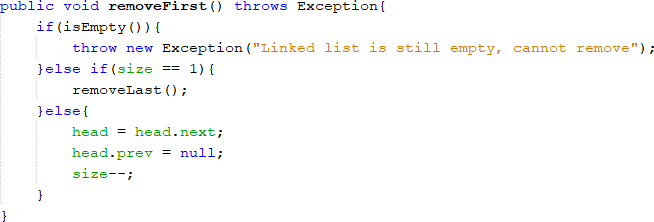 public void removeFirst() throws Exception{
    if(isEmpty()){
        throw new Exception("Linked list is still empty, cannot remove");
    }else if(size == 1){
        removeLast();
    }else{
        head = head.next;
        head.prev = null;
        size--;
    }
}